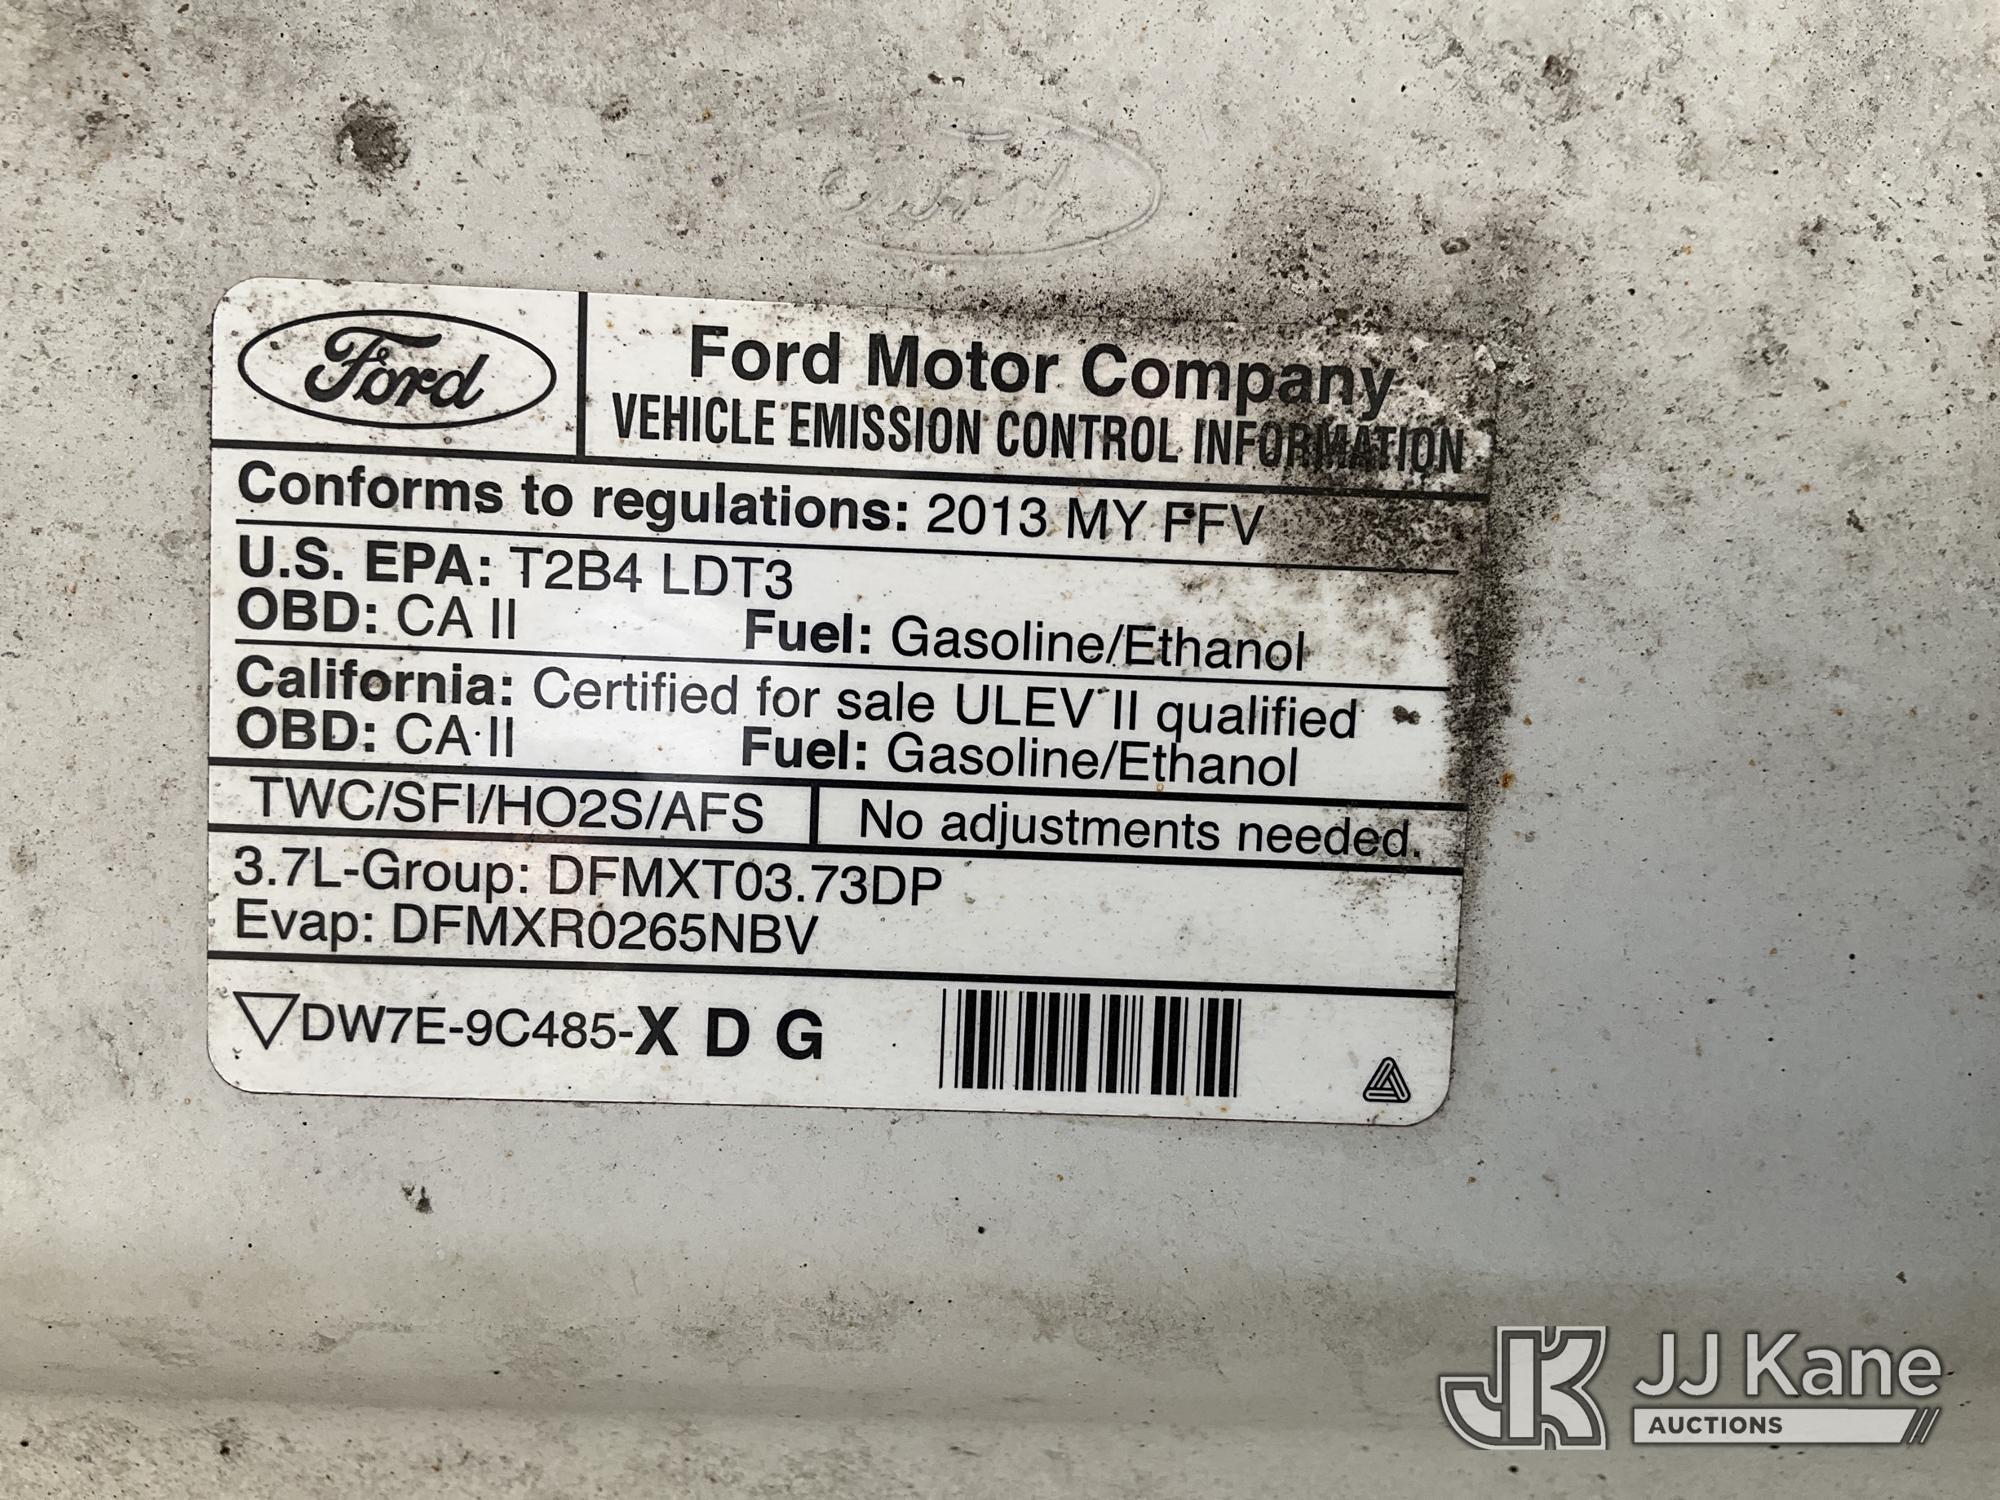 Ford
Ford
Ford Motor Company
VEHICLE EMISSION CONTROL INFORMATION
Conforms to regulations: 2013 MY FFV
U.S. EPA: T2B4 LDT3
OBD: CA II Fuel: Gasoline/Ethanol
California: Certified for sale ULEV II qualified
OBD: CA II Fuel: Gasoline/Ethanol
TWC/SFI/HO2S/AFS No adjustments needed.
3.7L-Group: DFMXT03.73DP
Evap: DFMXR0265NBV
DW7E-9C485-X D G
JK JJ Kane
AUCTIONS